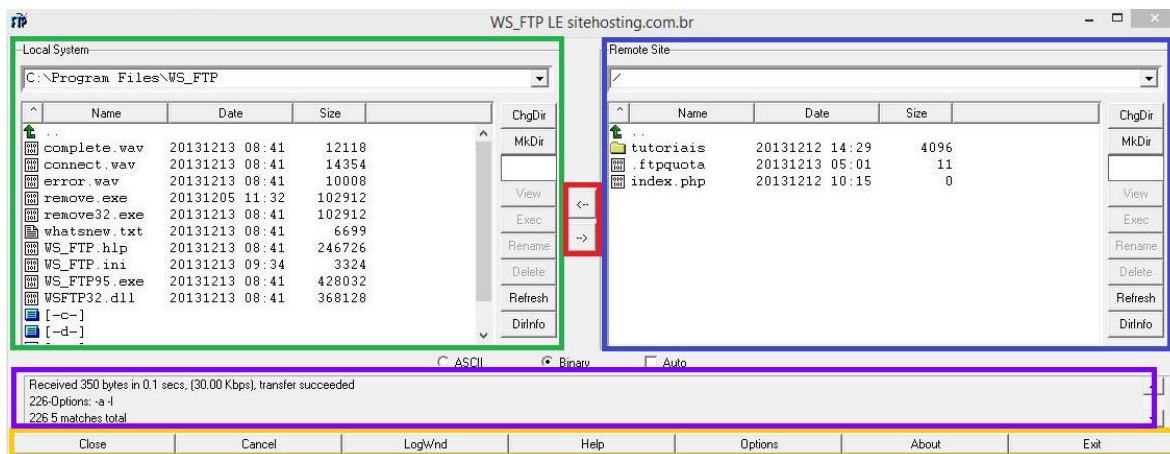 FTP WS_FTP LE sitehosting.com.br
Local System
C:\Program Files\WS_FTP
^ Name Date Size
..
complete.wav 20131213 08:41 12118
connect.wav 20131213 08:41 14354
error.wav 20131213 08:41 10008
remove.exe 20131205 11:32 102912
remove32.exe 20131213 08:41 102912
whatsnew.txt 20131213 08:41 6699
WS_FTP.hlp 20131213 08:41 246726
WS_FTP.ini 20131213 09:34 3324
WS_FTP95.exe 20131213 08:41 428032
WSFTP32.dll 20131213 08:41 368128
[-c-]
[-d-]
ChgDir
MkDir
View
Exec
Rename
Delete
Refresh
DirInfo
<--
-->
Remote Site
/
^ Name Date Size
..
tutoriais 20131212 14:29 4096
.ftpquota 20131213 05:01 11
index.php 20131212 10:15 0
ChgDir
MkDir
View
Exec
Rename
Delete
Refresh
DirInfo
ASCII Binary Auto
Received 350 bytes in 0.1 secs, (30.00 Kbps), transfer succeeded
226-Options: -a -l
226 5 matches total
Close Cancel LogWnd Help Options About Exit